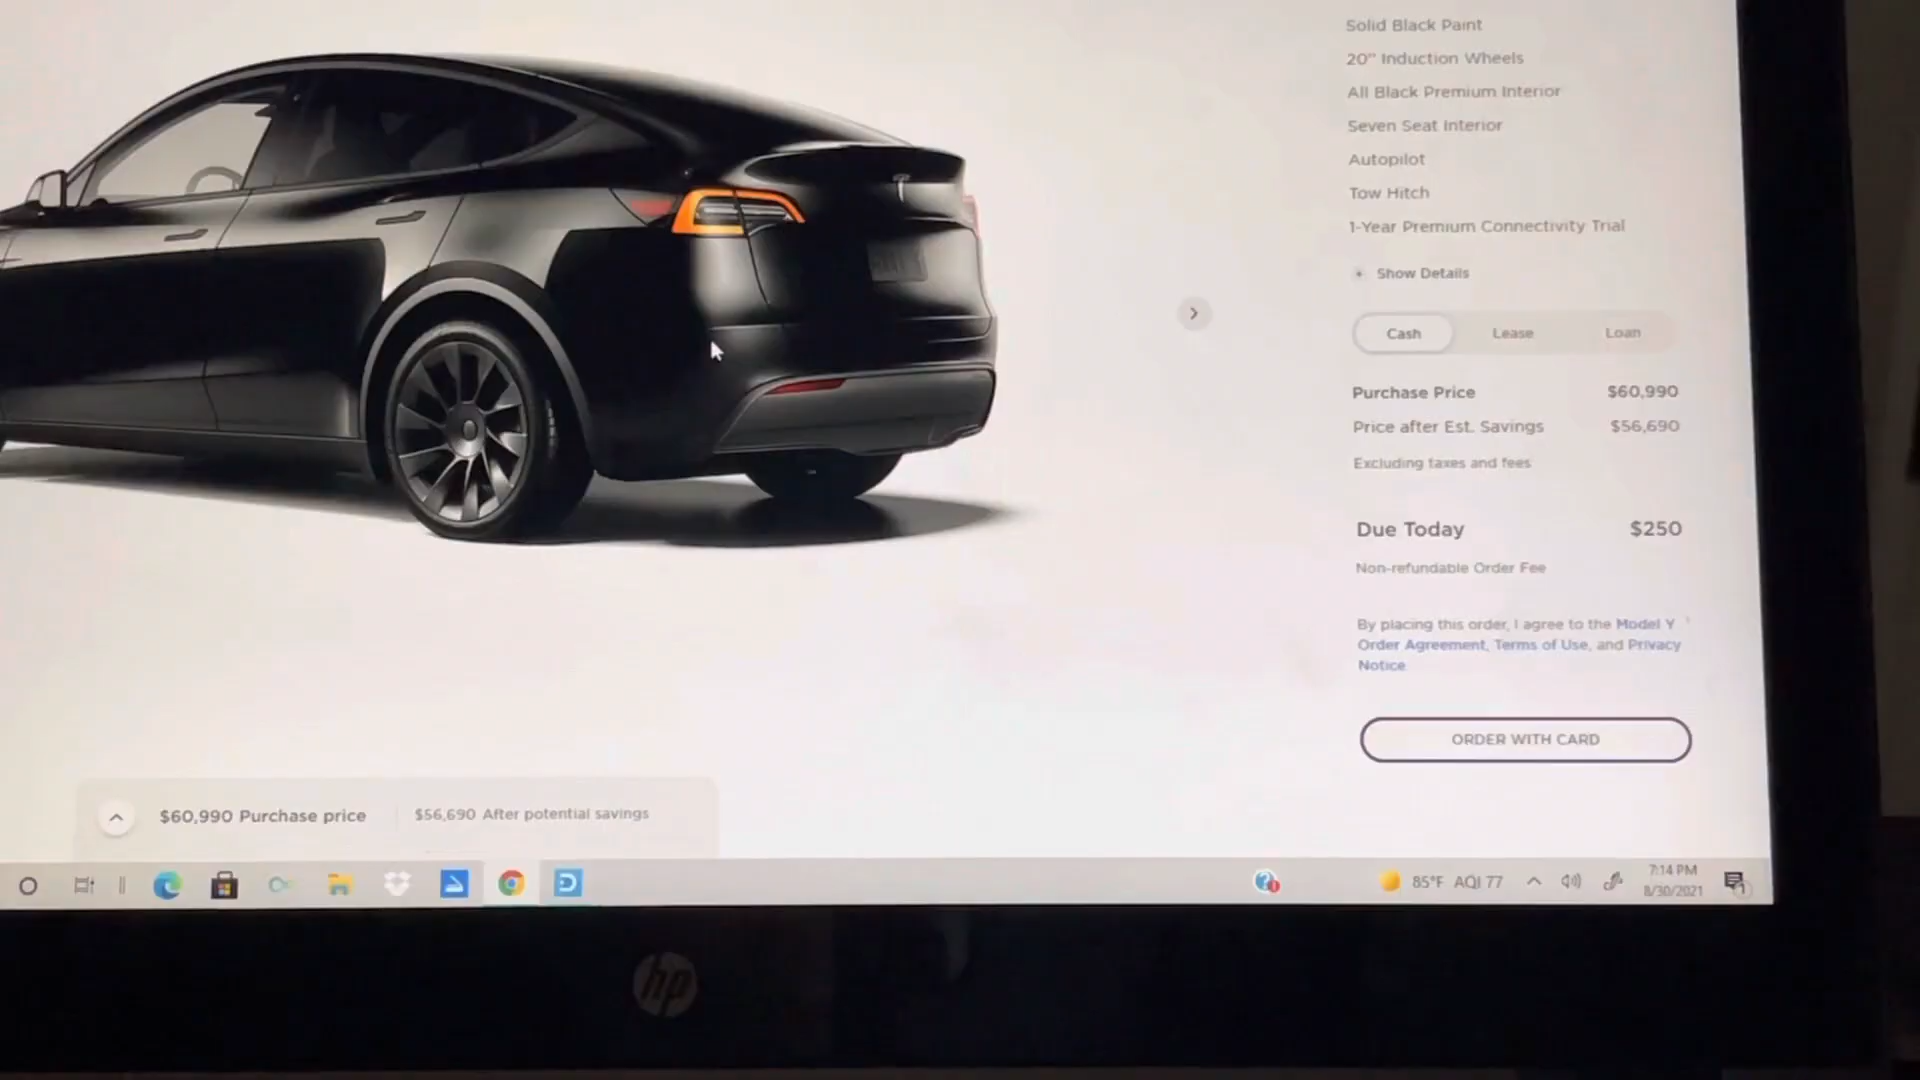 Solid Black Paint
20" Induction Wheels
All Black Premium Interior
Seven Seat Interior
Autopilot
Tow Hitch
1-Year Premium Connectivity Trial
+ Show Details
Cash Lease Loan
Purchase Price $60,990
Price after Est. Savings $56,690
Excluding taxes and fees
Due Today $250
Non-refundable Order Fee
By placing this order, I agree to the Model Y
Order Agreement, Terms of Use, and Privacy
Notice
ORDER WITH CARD
$60,990 Purchase price $56,690 After potential savings
85°F AQI 77
7:14 PM
8/30/2021
hp